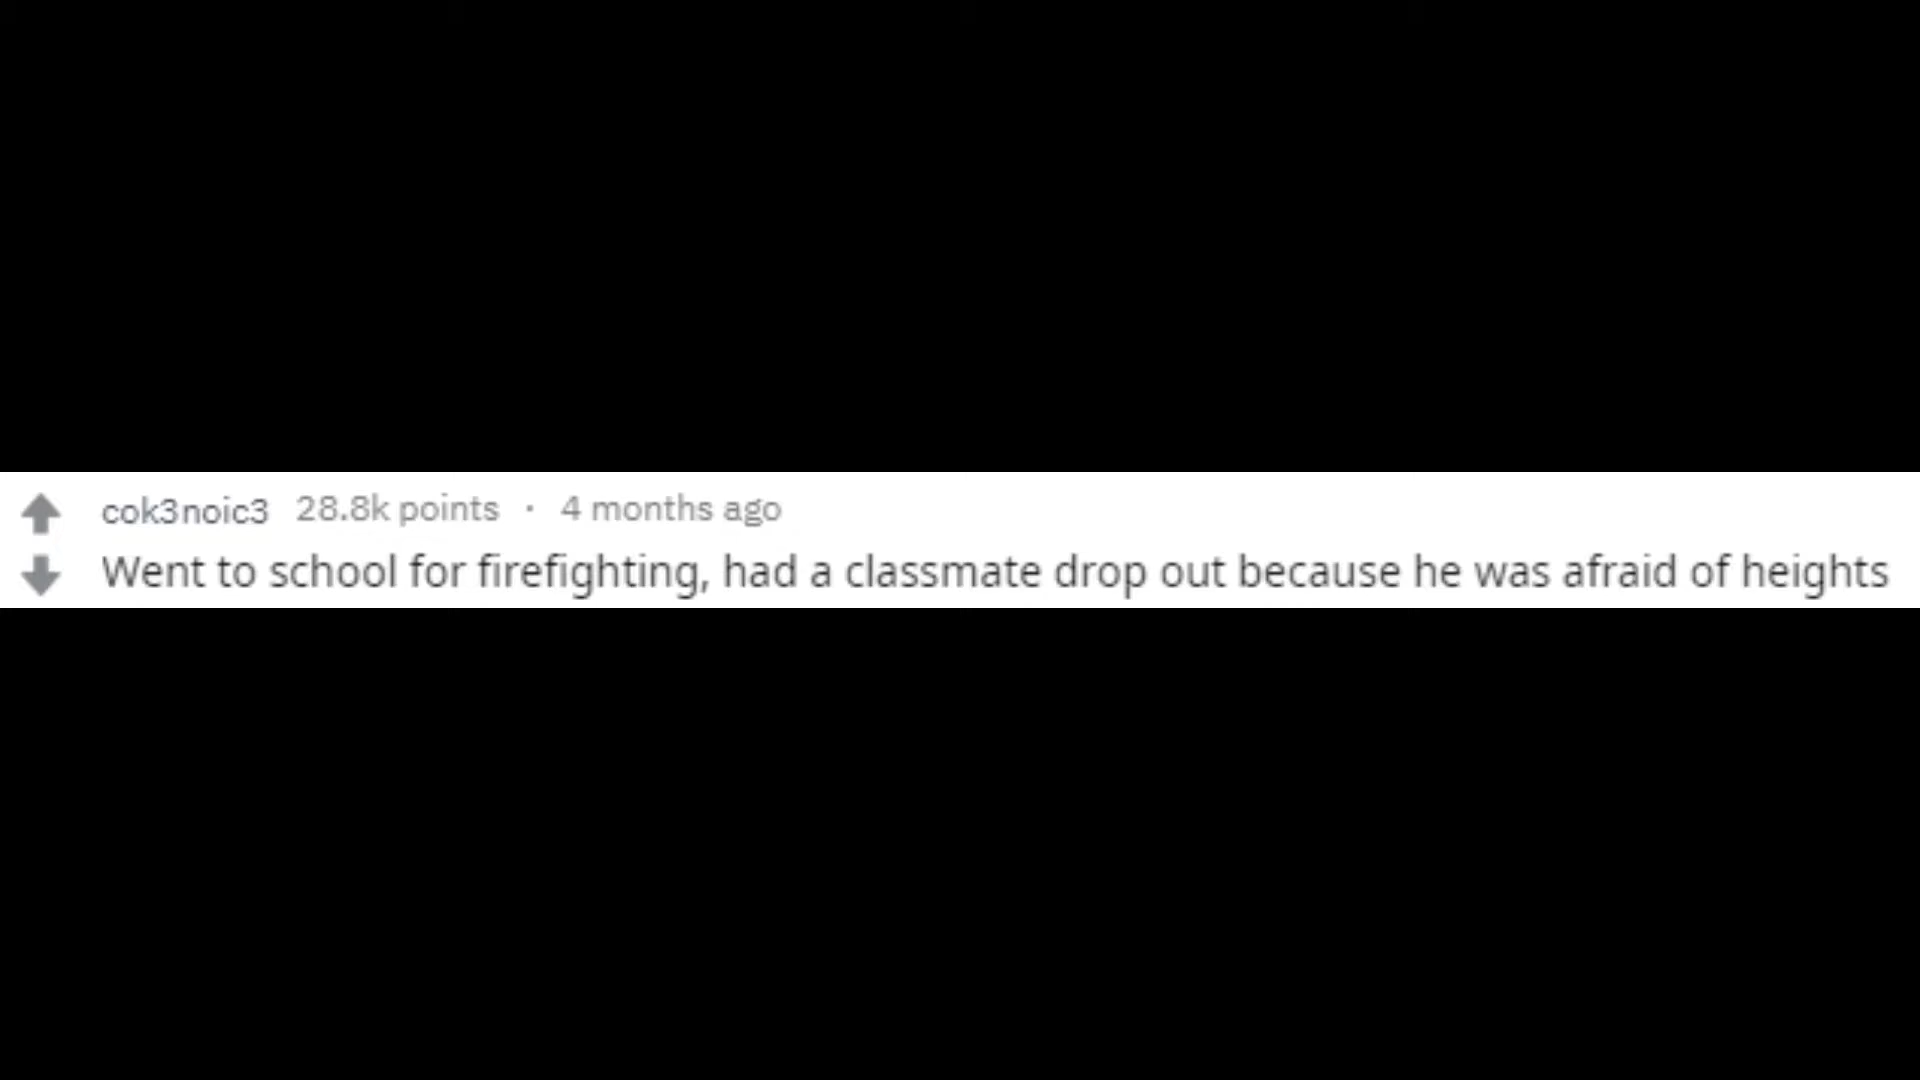 cok3noic3 28.8k points · 4 months ago
Went to school for firefighting, had a classmate drop out because he was afraid of heights